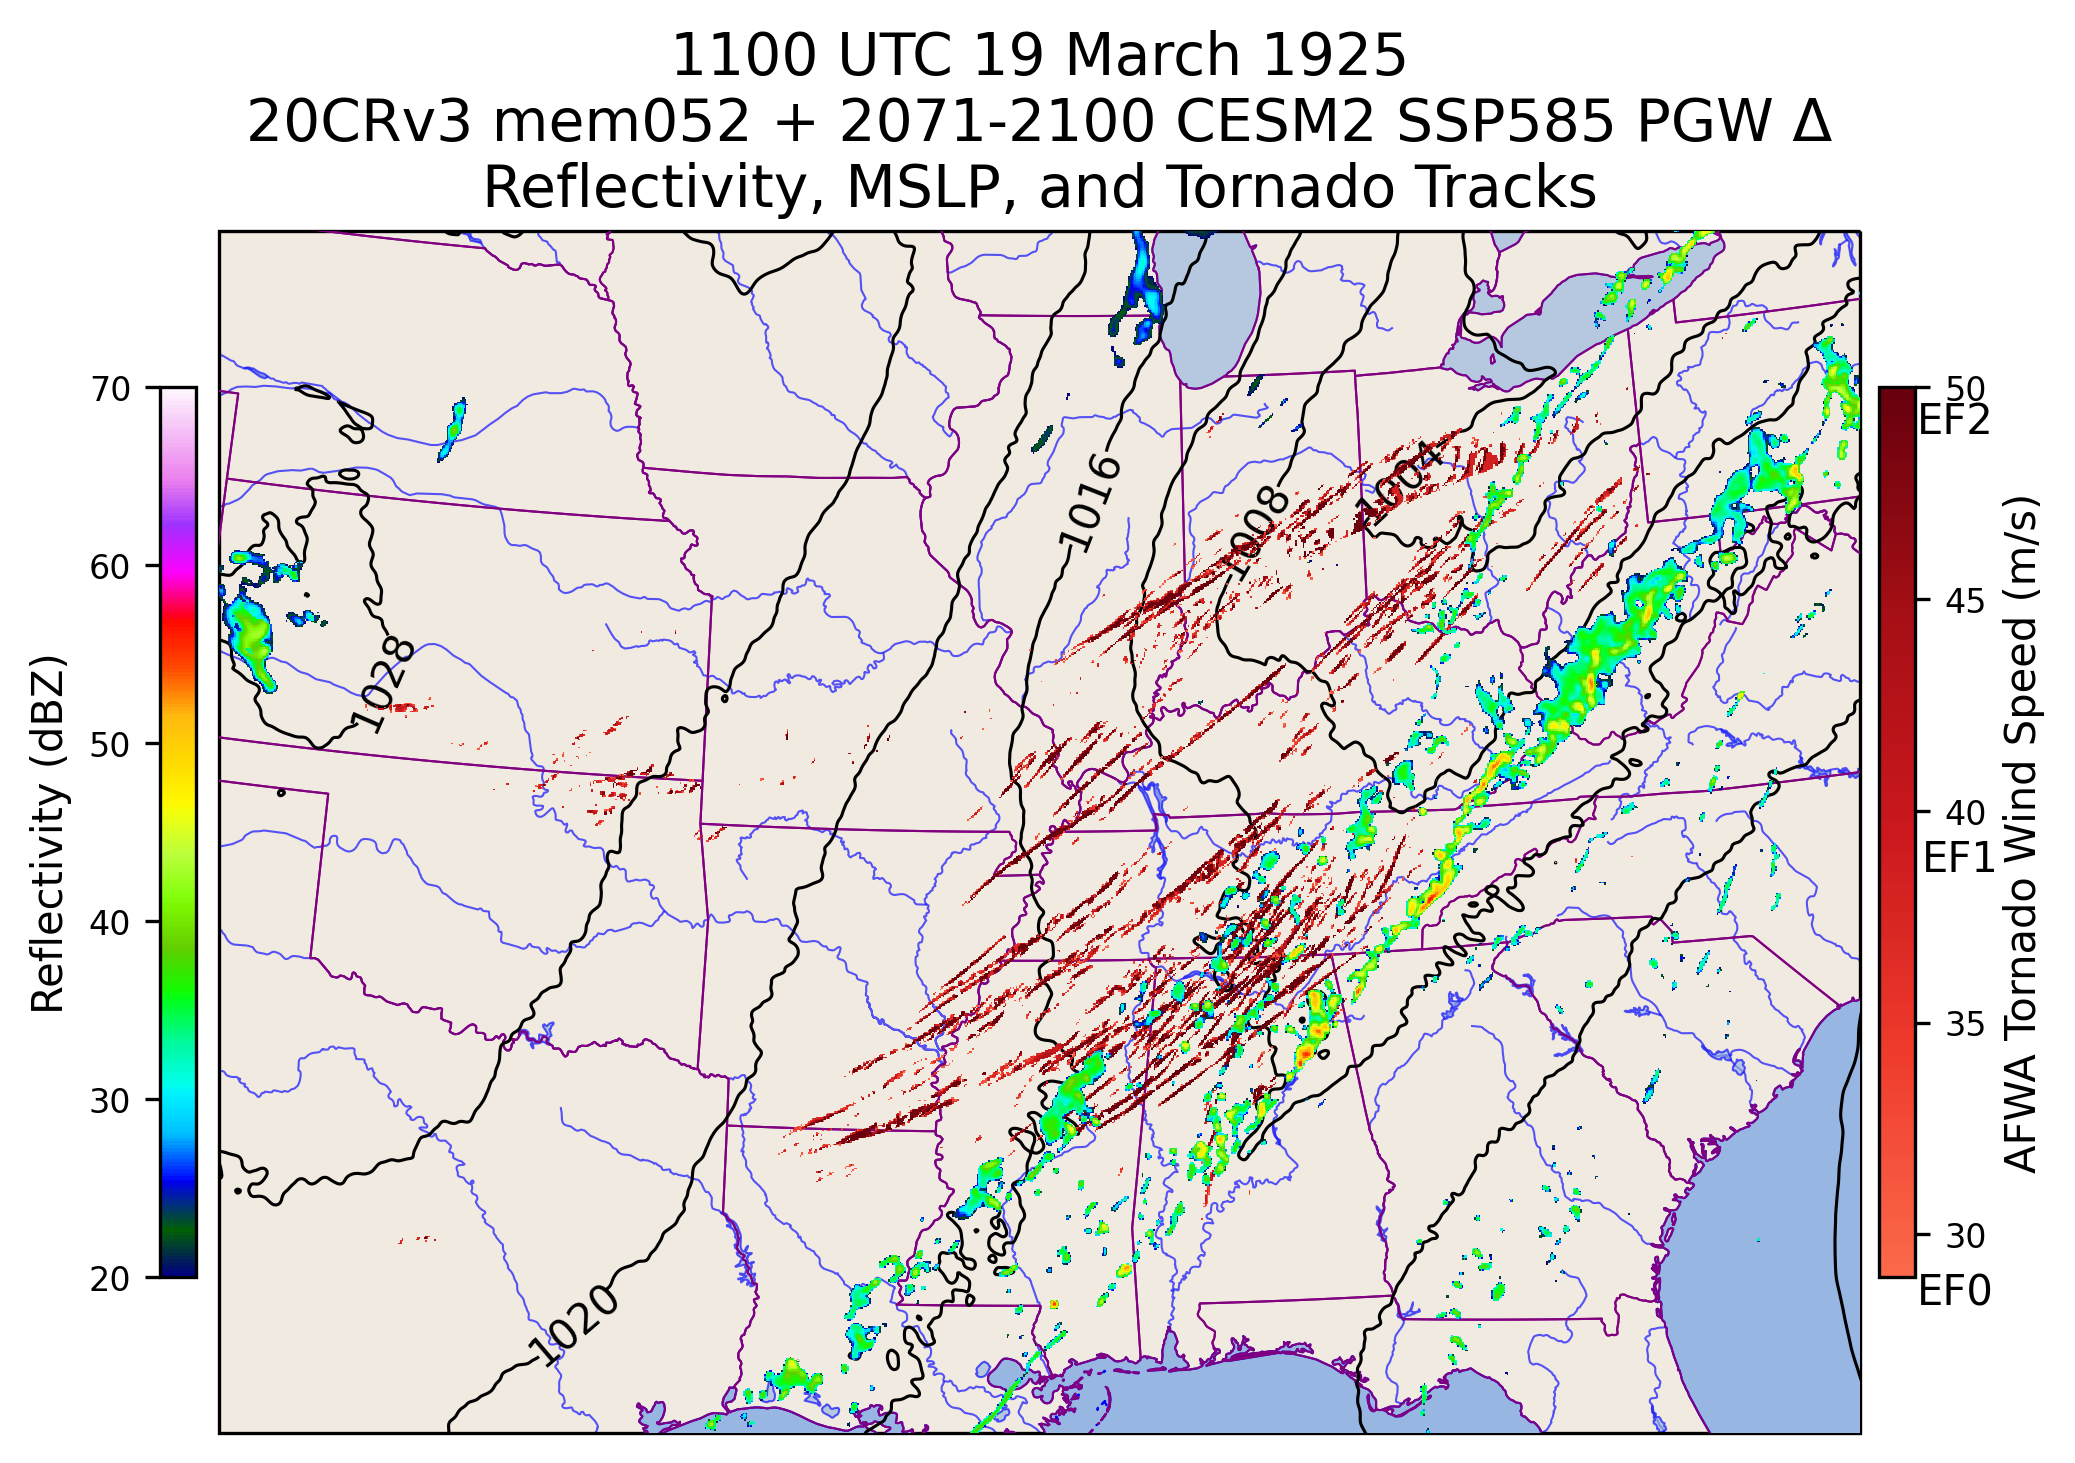 1100 UTC 19 March 1925
20CRv3 mem052 + 2071-2100 CESM2 SSP585 PGW Δ
Reflectivity, MSLP, and Tornado Tracks
70
60
50
40
30
20
Reflectivity (dBZ)
1016
1008
1004
1028
1020
50
EF2
45
40
EF1
35
30
EF0
AFWA Tornado Wind Speed (m/s)